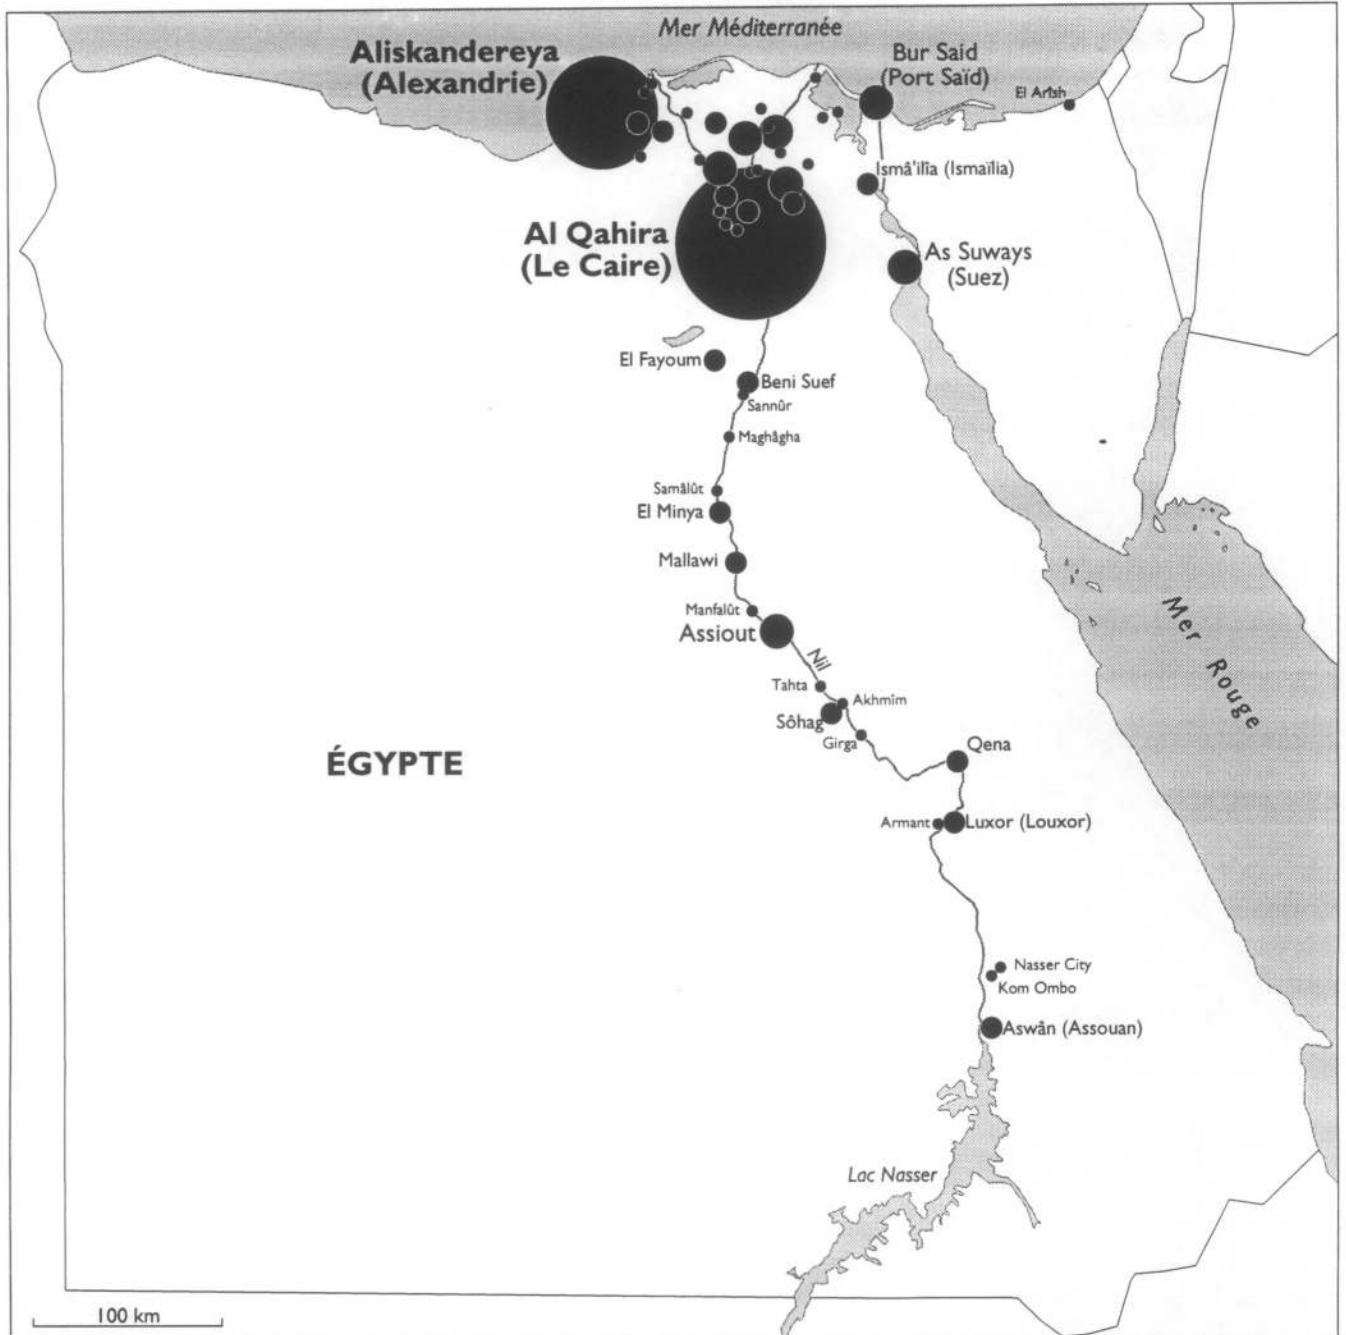 Mer Méditerranée
Aliskandereya
(Alexandrie)
Bur Saíd
(Port Saïd)
El Arîsh
Ismâ'ilîa (Ismaïlia)
Al Qahira
(Le Caire)
As Suways
(Suez)
El Fayoum
Beni Suef
Sannûr
Maghâgha
Samâlût
El Minya
Mallawi
Manfalût
Assiout
Nil
Mer Rouge
Tahta
Akhmîm
Sôhag
Girga
Qena
ÉGYPTE
Armant
Luxor (Louxor)
Nasser City
Kom Ombo
Aswân (Assouan)
Lac Nasser
100 km